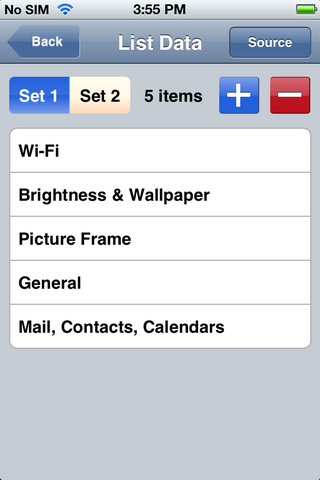 No SIM 3:55 PM
Back List Data Source
Set 1 Set 2 5 items + −
Wi-Fi
Brightness & Wallpaper
Picture Frame
General
Mail, Contacts, Calendars